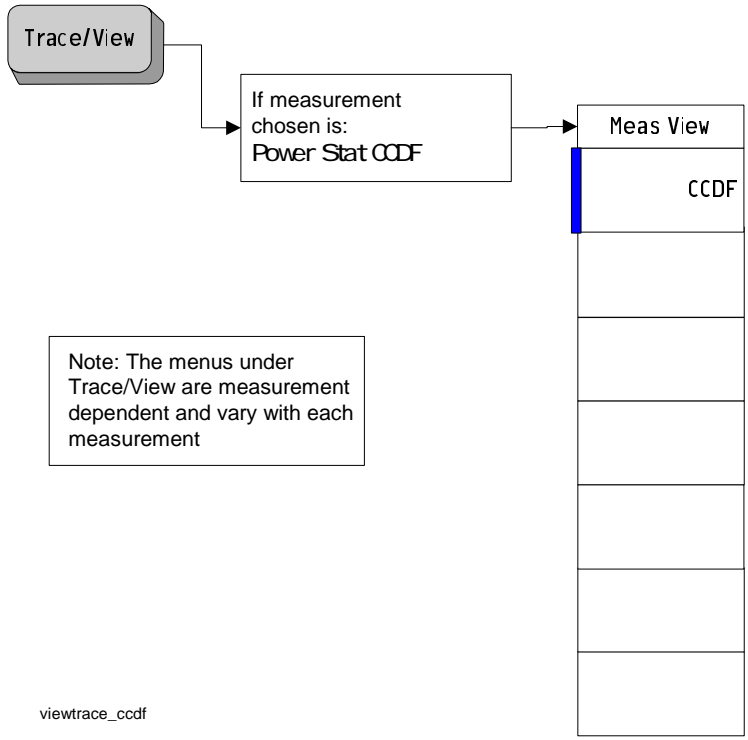 Trace/View
If measurement
chosen is:
Power Stat CCDF
Meas View
CCDF
Note: The menus under
Trace/View are measurement
dependent and vary with each
measurement
viewtrace_ccdf